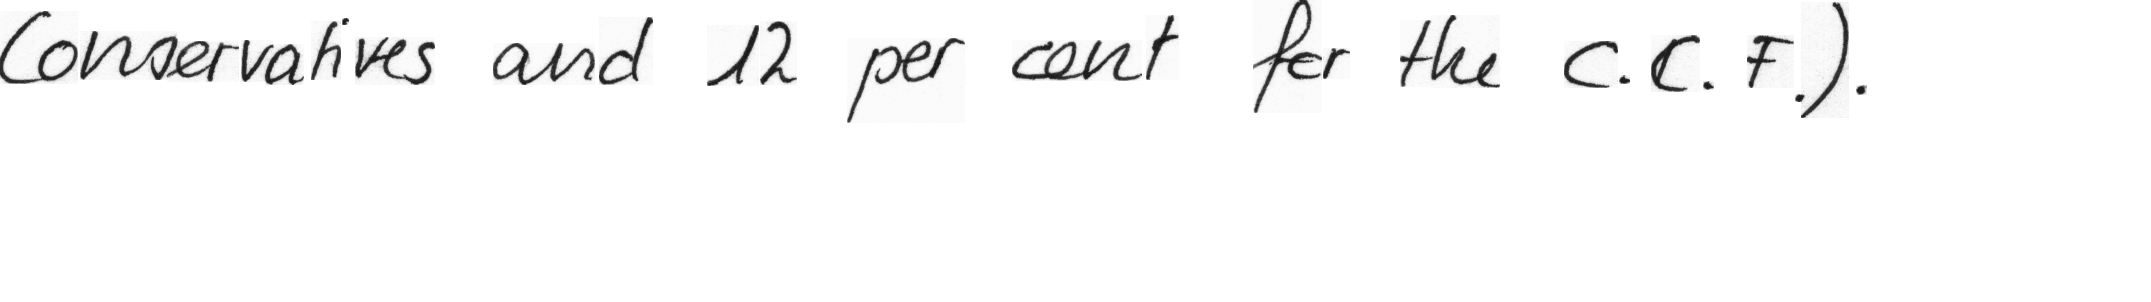 Conservatives and 12 per cent for the C.C.F.).